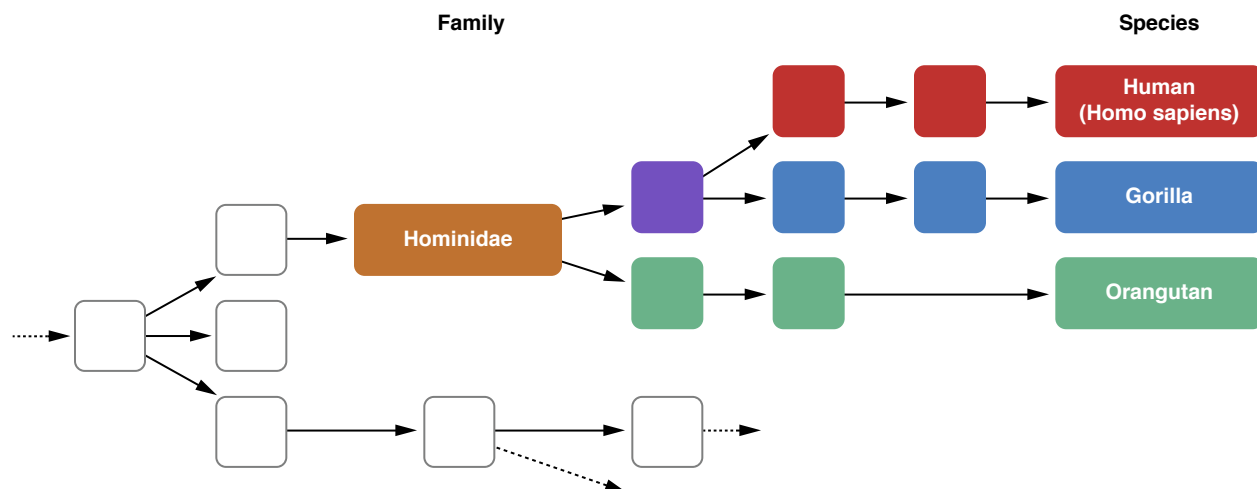 Family
Species
Human
(Homo sapiens)
Gorilla
Hominidae
Orangutan